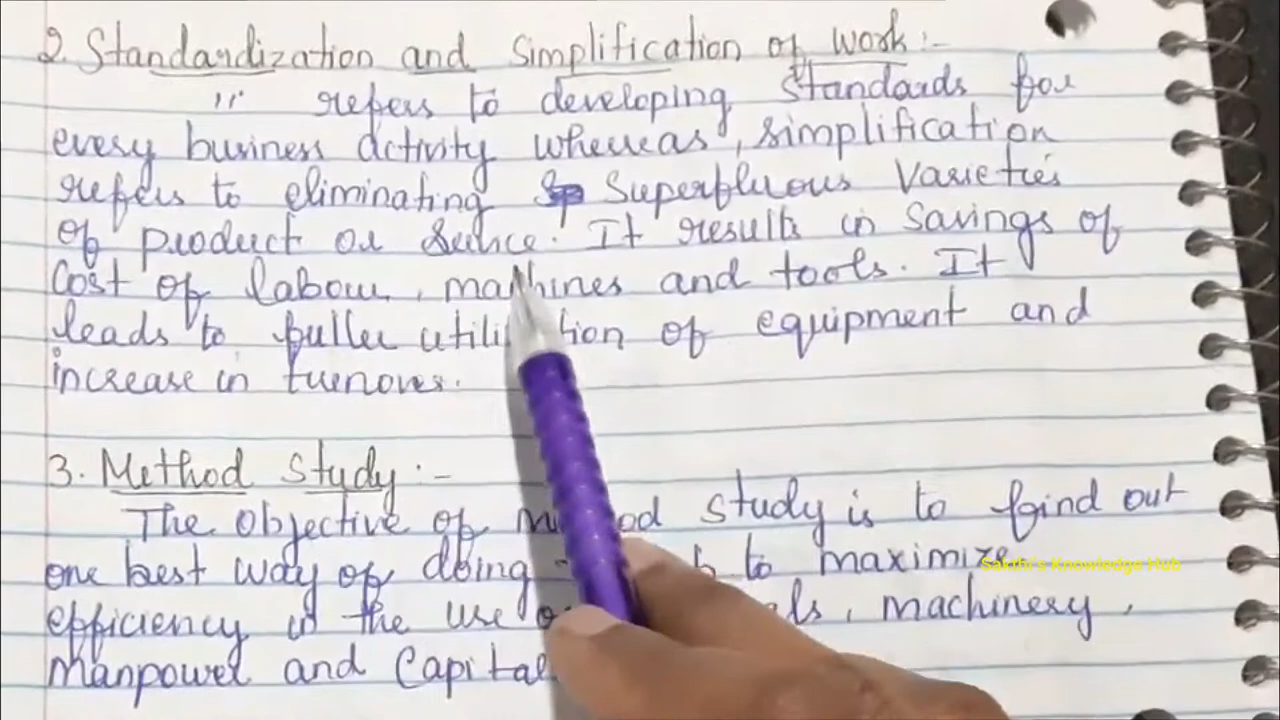 2. Standardization and Simplification of work :-
" refers to developing standards for
every business activity whereas, simplification
refers to eliminating superfluous varieties
of product or service. It results in savings of
cost of labour, machines and tools. It
leads to fuller of equipment and
increase in turnover.
3. Method Study :-
The objective of study is to find out
one best way of doing to maximize
efficiency in the use machinery,
manpower and capital
Sakthi's Knowledge Hub